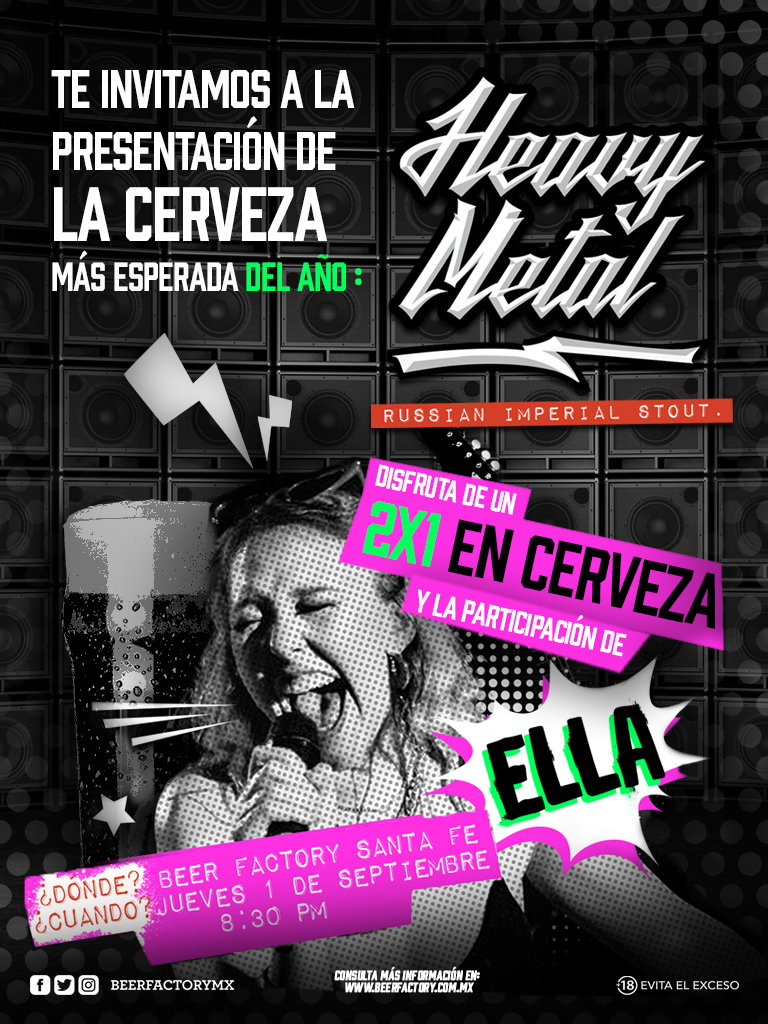 TE INVITAMOS A LA
PRESENTACIÓN DE
LA CERVEZA
MÁS ESPERADA DEL AÑO:
Heavy
Metal
RUSSIAN IMPERIAL STOUT.
DISFRUTA DE UN
2X1 EN CERVEZA
Y LA PARTICIPACIÓN DE
ELLA
¿DÓNDE? BEER FACTORY SANTA FE
¿CUANDO? JUEVES 1 DE SEPTIEMBRE
8:30 PM
BEERFACTORYMX
CONSULTA MÁS INFORMACIÓN EN:
WWW.BEERFACTORY.COM.MX
-18 EVITA EL EXCESO